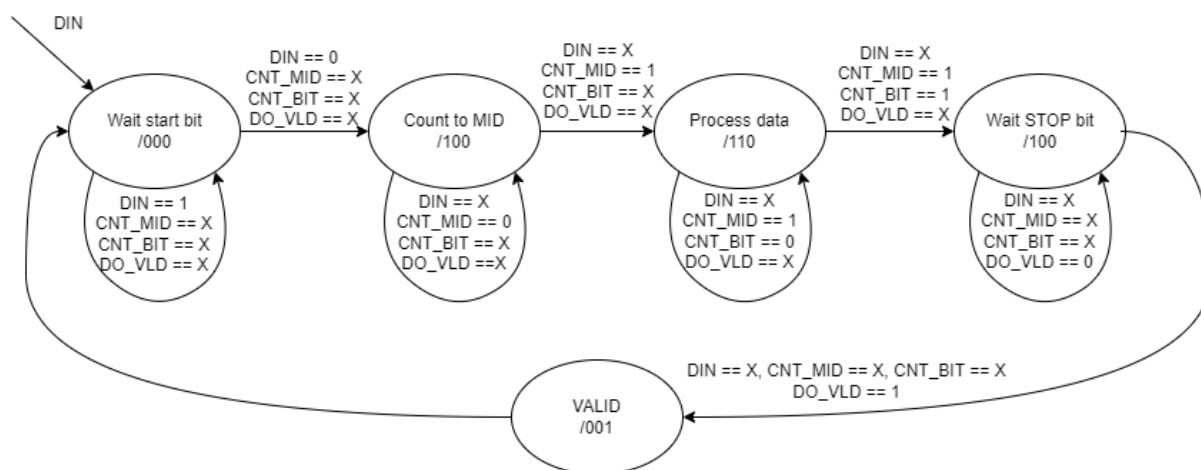 DIN
Wait start bit
/000
DIN == 0
CNT_MID == X
CNT_BIT == X
DO_VLD == X
Count to MID
/100
DIN == X
CNT_MID == 1
CNT_BIT == X
DO_VLD == X
Process data
/110
DIN == X
CNT_MID == 1
CNT_BIT == 1
DO_VLD == X
Wait STOP bit
/100
DIN == 1
CNT_MID == X
CNT_BIT == X
DO_VLD == X
DIN == X
CNT_MID == 0
CNT_BIT == X
DO_VLD ==X
DIN == X
CNT_MID == 1
CNT_BIT == 0
DO_VLD == X
DIN == X
CNT_MID == X
CNT_BIT == X
DO_VLD == 0
DIN == X, CNT_MID == X, CNT_BIT == X
DO_VLD == 1
VALID
/001